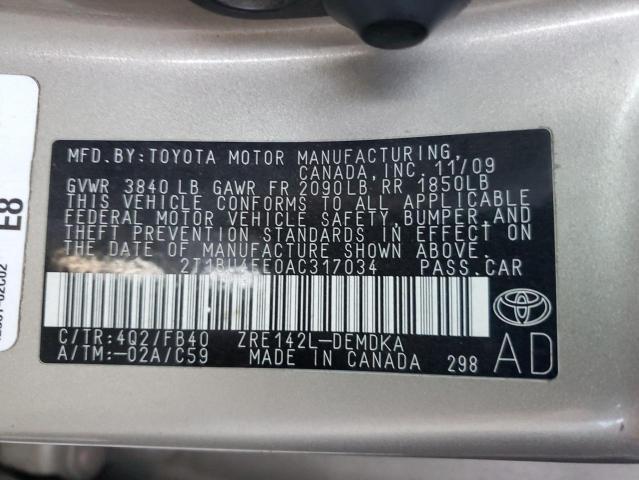 MFD.BY:TOYOTA MOTOR MANUFACTURING,
CANADA,INC. 11/09
GVWR 3840 LB GAWR FR 2090LB RR 1850LB
THIS VEHICLE CONFORMS TO ALL APPLICABLE
FEDERAL MOTOR VEHICLE SAFETY, BUMPER, AND
THEFT PREVENTION STANDARDS IN EFFECT ON
THE DATE OF MANUFACTURE SHOWN ABOVE.
2T1BU4EE0AC317034 PASS.CAR
C/TR:4Q2/FB40 ZRE142L-DEMDKA
A/TM:-02A/C59 MADE IN CANADA 298 AD
E8